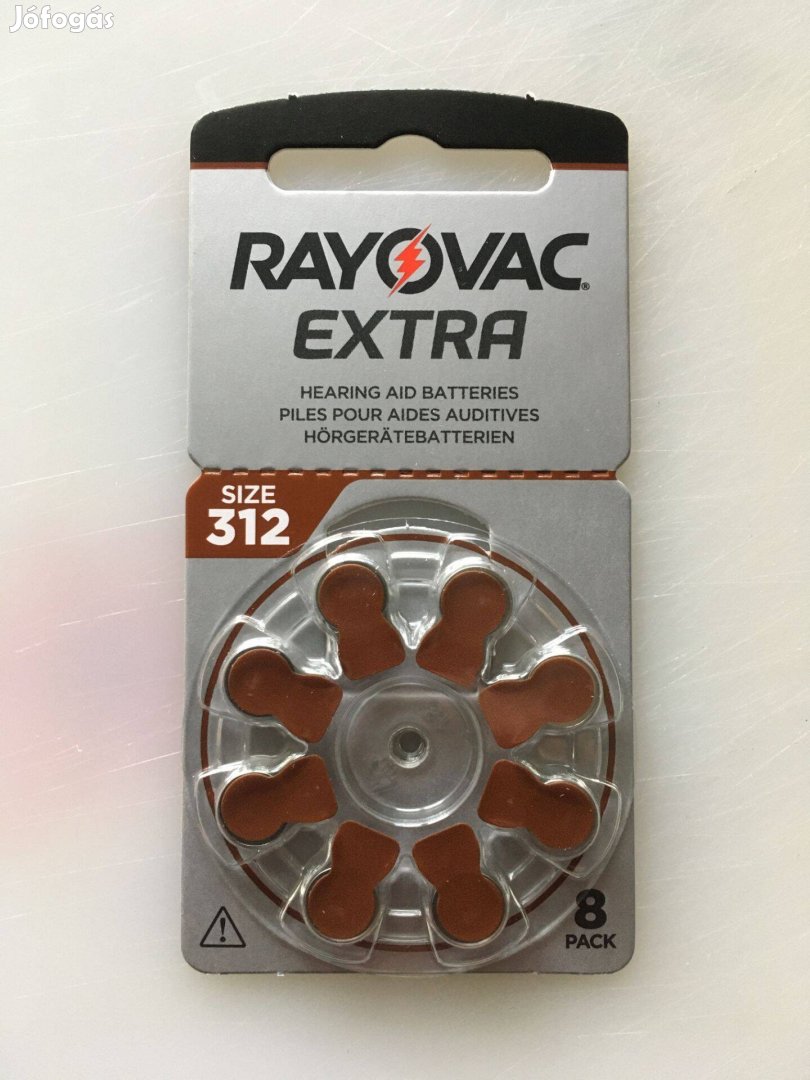 Jófogás
RAYOVAC®
EXTRA
HEARING AID BATTERIES
PILES POUR AIDES AUDITIVES
HÖRGERÄTEBATTERIEN
SIZE
312
8
PACK